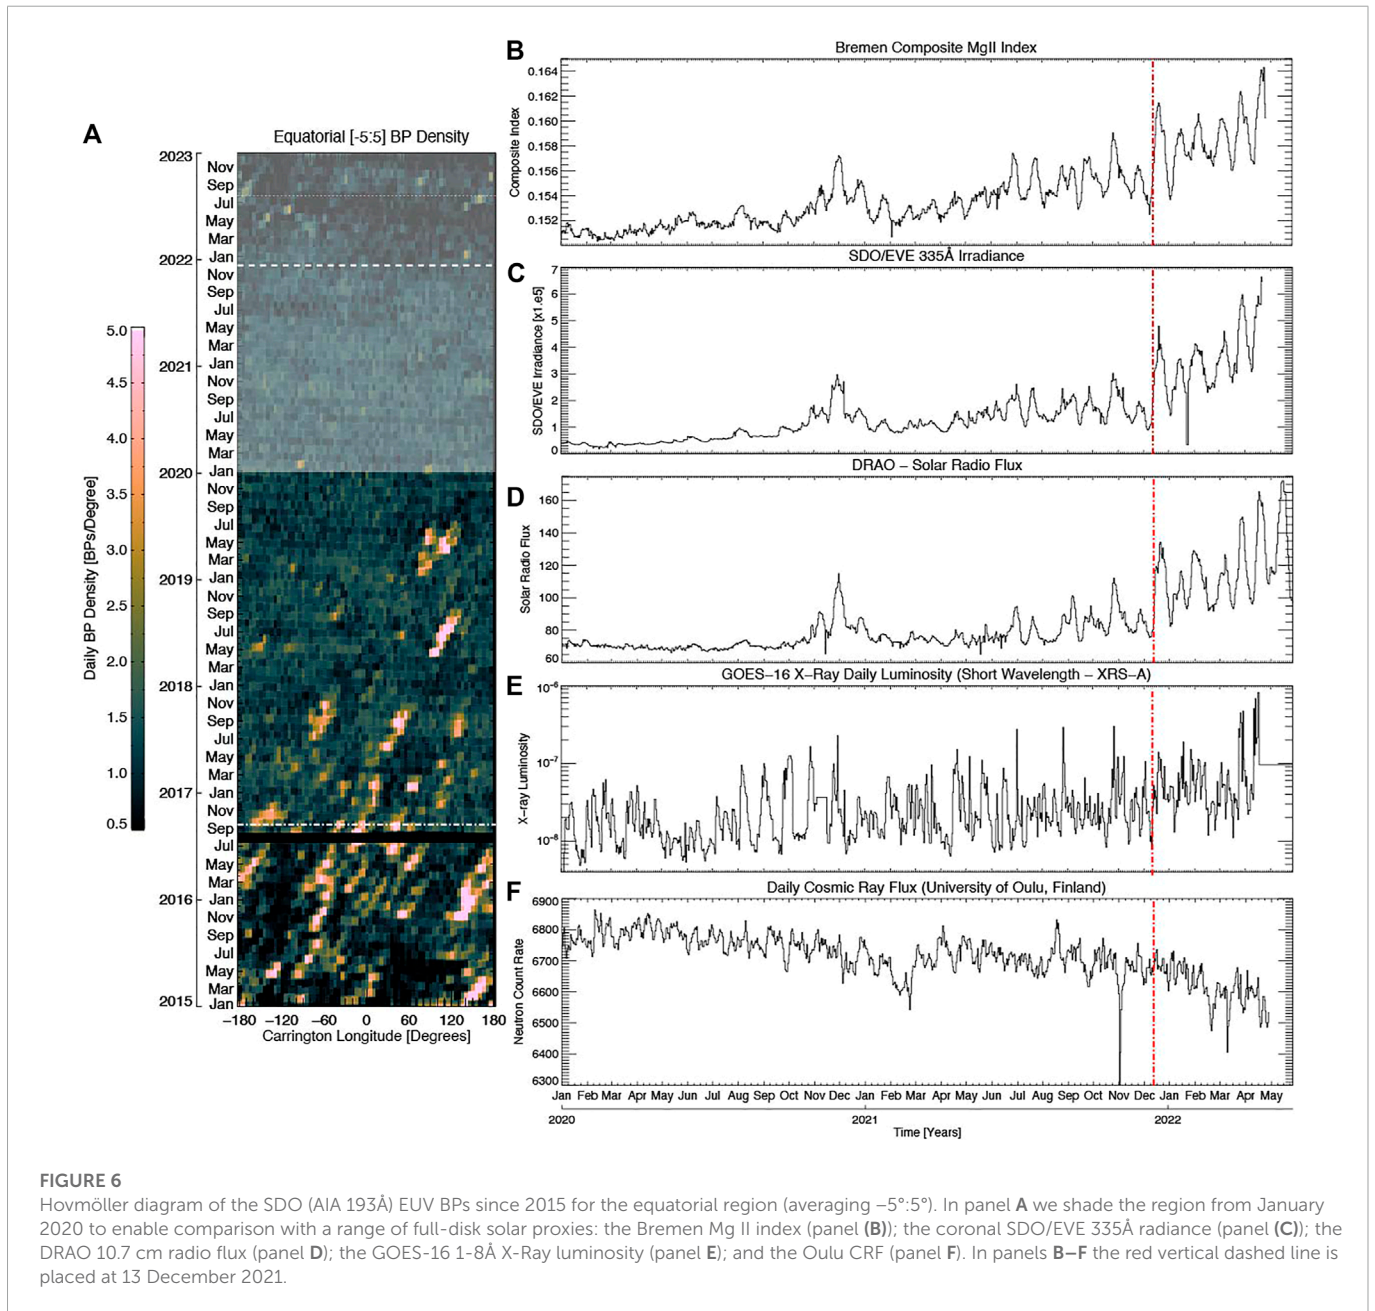 A
Equatorial [-5:5] BP Density
2023
Nov
Sep
Jul
May
Mar
Jan
2022
Nov
Sep
Jul
May
Mar
Jan
2021
Nov
Sep
Jul
May
Mar
Jan
2020
Nov
Sep
Jul
May
Mar
Jan
2019
Nov
Sep
Jul
May
Mar
Jan
2018
Nov
Sep
Jul
May
Mar
Jan
2017
Nov
Sep
Jul
May
Mar
Jan
2016
Nov
Sep
Jul
May
Mar
Jan
2015
−180 −120 −60 0 60 120 180
Carrington Longitude [Degrees]
Daily BP Density [BPs/Degree]
5.0
4.5
4.0
3.5
3.0
2.5
2.0
1.5
1.0
0.5
B
Bremen Composite MgII Index
Composite Index
0.164
0.162
0.160
0.158
0.156
0.154
0.152
C
SDO/EVE 335Å Irradiance
SDO/EVE Irradiance [x1.e5]
7
6
5
4
3
2
1
0
D
DRAO − Solar Radio Flux
Solar Radio Flux
160
140
120
100
80
60
E
GOES−16 X−Ray Daily Luminosity (Short Wavelength − XRS−A)
X−ray Luminosity
10⁻⁶
10⁻⁷
10⁻⁸
F
Daily Cosmic Ray Flux (University of Oulu, Finland)
Neutron Count Rate
6900
6800
6700
6600
6500
6400
6300
Jan Feb Mar Apr May Jun Jul Aug Sep Oct Nov Dec Jan Feb Mar Apr May Jun Jul Aug Sep Oct Nov Dec Jan Feb Mar Apr May
2020 2021 2022
Time [Years]
FIGURE 6
Hovmöller diagram of the SDO (AIA 193Å) EUV BPs since 2015 for the equatorial region (averaging −5°:5°). In panel A we shade the region from January
2020 to enable comparison with a range of full-disk solar proxies: the Bremen Mg II index (panel (B)); the coronal SDO/EVE 335Å radiance (panel (C)); the
DRAO 10.7 cm radio flux (panel D); the GOES-16 1-8Å X-Ray luminosity (panel E); and the Oulu CRF (panel F). In panels B–F the red vertical dashed line is
placed at 13 December 2021.